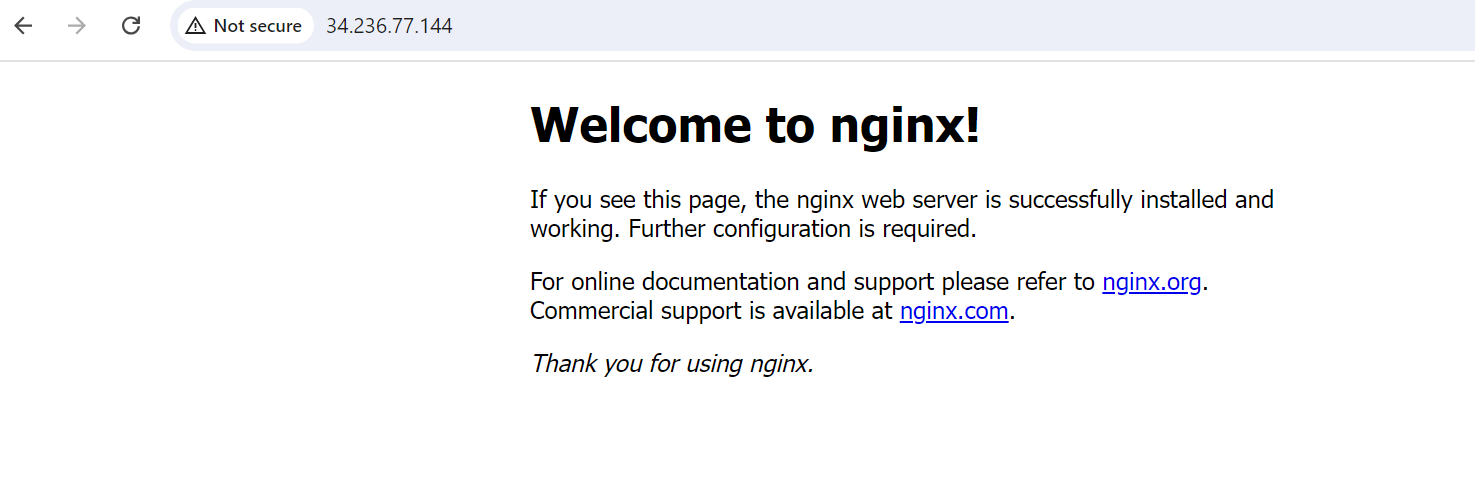 Not secure 34.236.77.144
Welcome to nginx!
If you see this page, the nginx web server is successfully installed and
working. Further configuration is required.
For online documentation and support please refer to nginx.org.
Commercial support is available at nginx.com.
Thank you for using nginx.